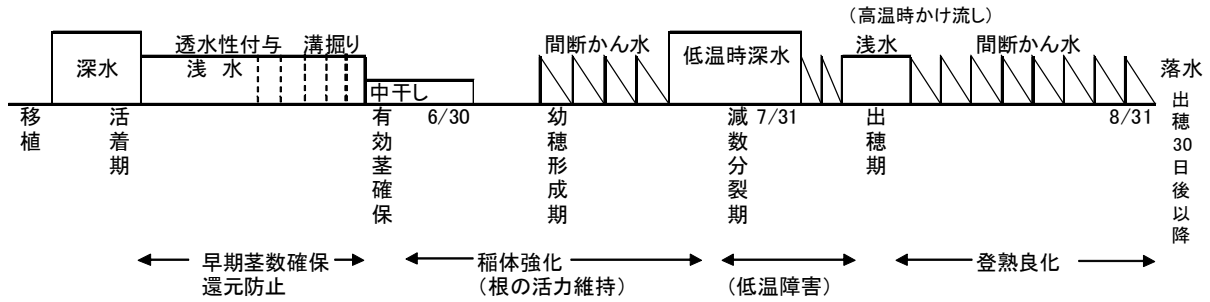 (高温時かけ流し)
深水
透水性付与 溝掘り
浅 水
中干し
間断かん水
低温時深水
浅水
間断かん水
落水
移植
活着期
有効茎確保
6/30
幼穂形成期
減数分裂期
7/31
出穂期
8/31
出穂30日後以降
早期茎数確保
還元防止
稲体強化
(根の活力維持)
(低温障害)
登熟良化